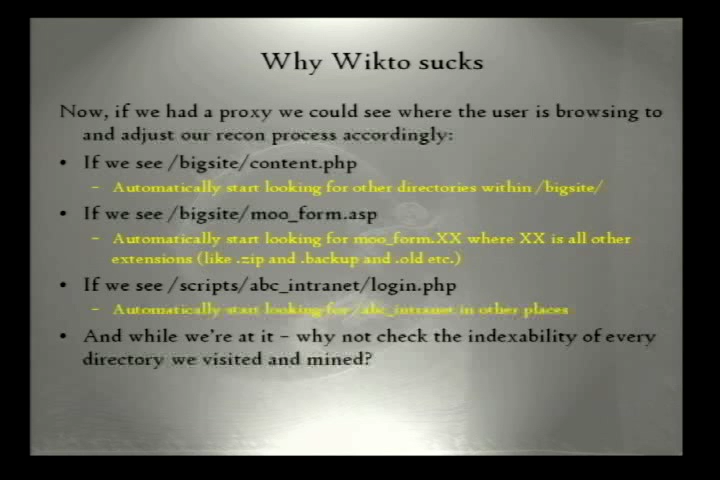 Why Wikto sucks
Now, if we had a proxy we could see where the user is browsing to
and adjust our recon process accordingly:
• If we see /bigsite/content.php
– Automatically start looking for other directories within /bigsite/
• If we see /bigsite/moo_form.asp
– Automatically start looking for moo_form.XX where XX is all other
extensions (like .zip and .backup and .old etc.)
• If we see /scripts/abc_intranet/login.php
– Automatically start looking for /abc_intranet in other places
• And while we're at it – why not check the indexability of every
directory we visited and mined?